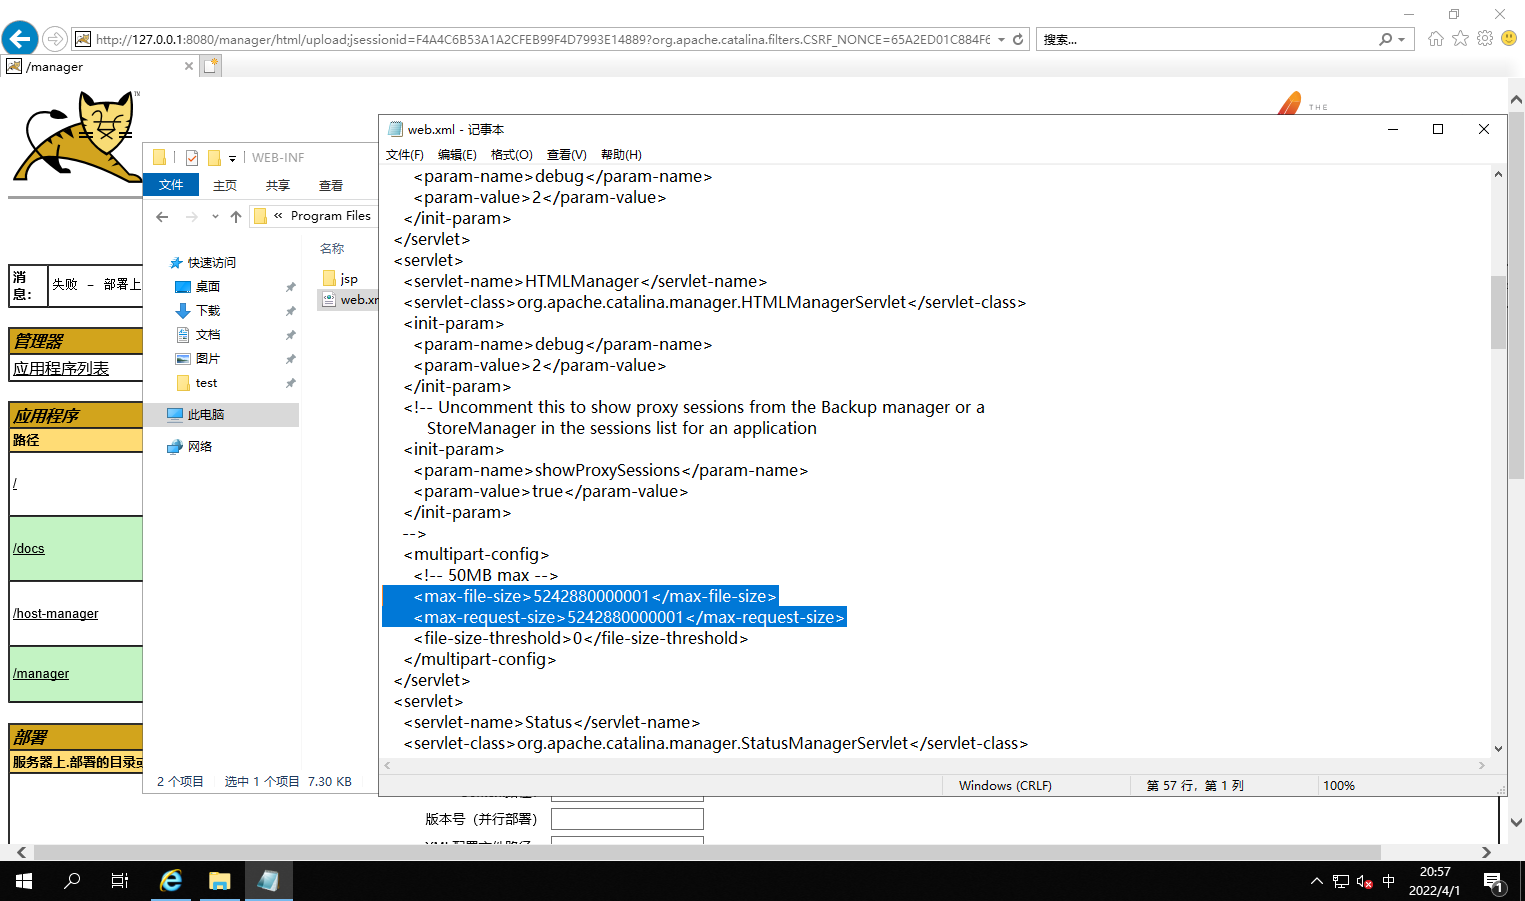 http://127.0.0.1:8080/manager/html/upload;jsessionid=F4A4C6B53A1A2CFEB99F4D7993E14889?org.apache.catalina.filters.CSRF_NONCE=65A2ED01C884F6
搜索...
/manager
TM
THE
web.xml - 记事本
文件(F) 编辑(E) 格式(O) 查看(V) 帮助(H)
WEB-INF
文件 主页 共享 查看
« Program Files
名称
快速访问
桌面
下载
文档
图片
test
此电脑
网络
jsp
web.xm
2 个项目 选中 1 个项目 7.30 KB
消息:
失败 - 部署上
管理器
应用程序列表
应用程序
路径
/
/docs
/host-manager
/manager
部署
服务器上.部署的目录或
<param-name>debug</param-name>
<param-value>2</param-value>
</init-param>
</servlet>
<servlet>
<servlet-name>HTMLManager</servlet-name>
<servlet-class>org.apache.catalina.manager.HTMLManagerServlet</servlet-class>
<init-param>
<param-name>debug</param-name>
<param-value>2</param-value>
</init-param>
<!-- Uncomment this to show proxy sessions from the Backup manager or a
StoreManager in the sessions list for an application
<init-param>
<param-name>showProxySessions</param-name>
<param-value>true</param-value>
</init-param>
-->
<multipart-config>
<!-- 50MB max -->
<max-file-size>5242880000001</max-file-size>
<max-request-size>5242880000001</max-request-size>
<file-size-threshold>0</file-size-threshold>
</multipart-config>
</servlet>
<servlet>
<servlet-name>Status</servlet-name>
<servlet-class>org.apache.catalina.manager.StatusManagerServlet</servlet-class>
Windows (CRLF) 第 57 行，第 1 列 100%
版本号（并行部署）
中
20:57
2022/4/1
1